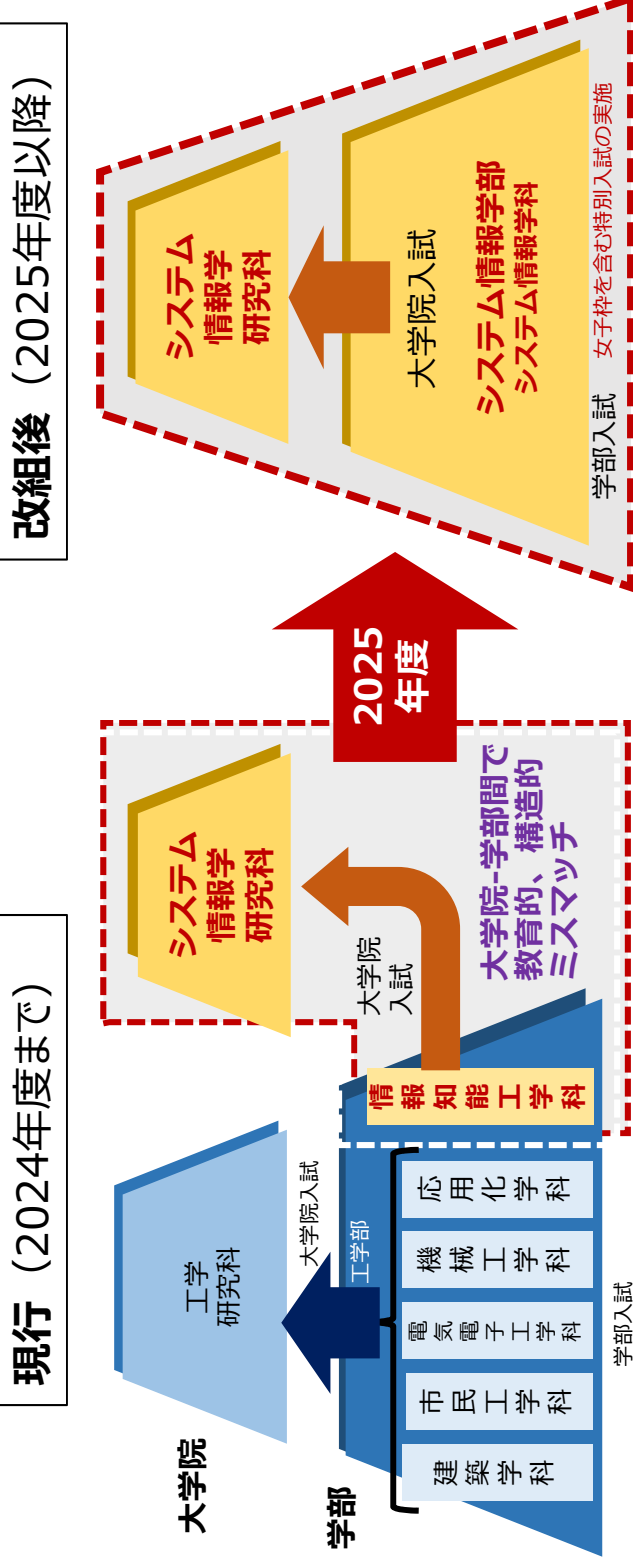 現行（2024年度まで）
大学院
工学
研究科
大学院入試
システム
情報学
研究科
大学院
入試
学部
工学部
建築学科
市民工学科
電気電子工学科
機械工学科
応用化学科
情報知能工学科
学部入試
大学院-学部間で
教育的、構造的
ミスマッチ
2025
年度
改組後（2025年度以降）
システム
情報学
研究科
大学院入試
システム情報学部
システム情報学科
学部入試
女子枠を含む特別入試の実施